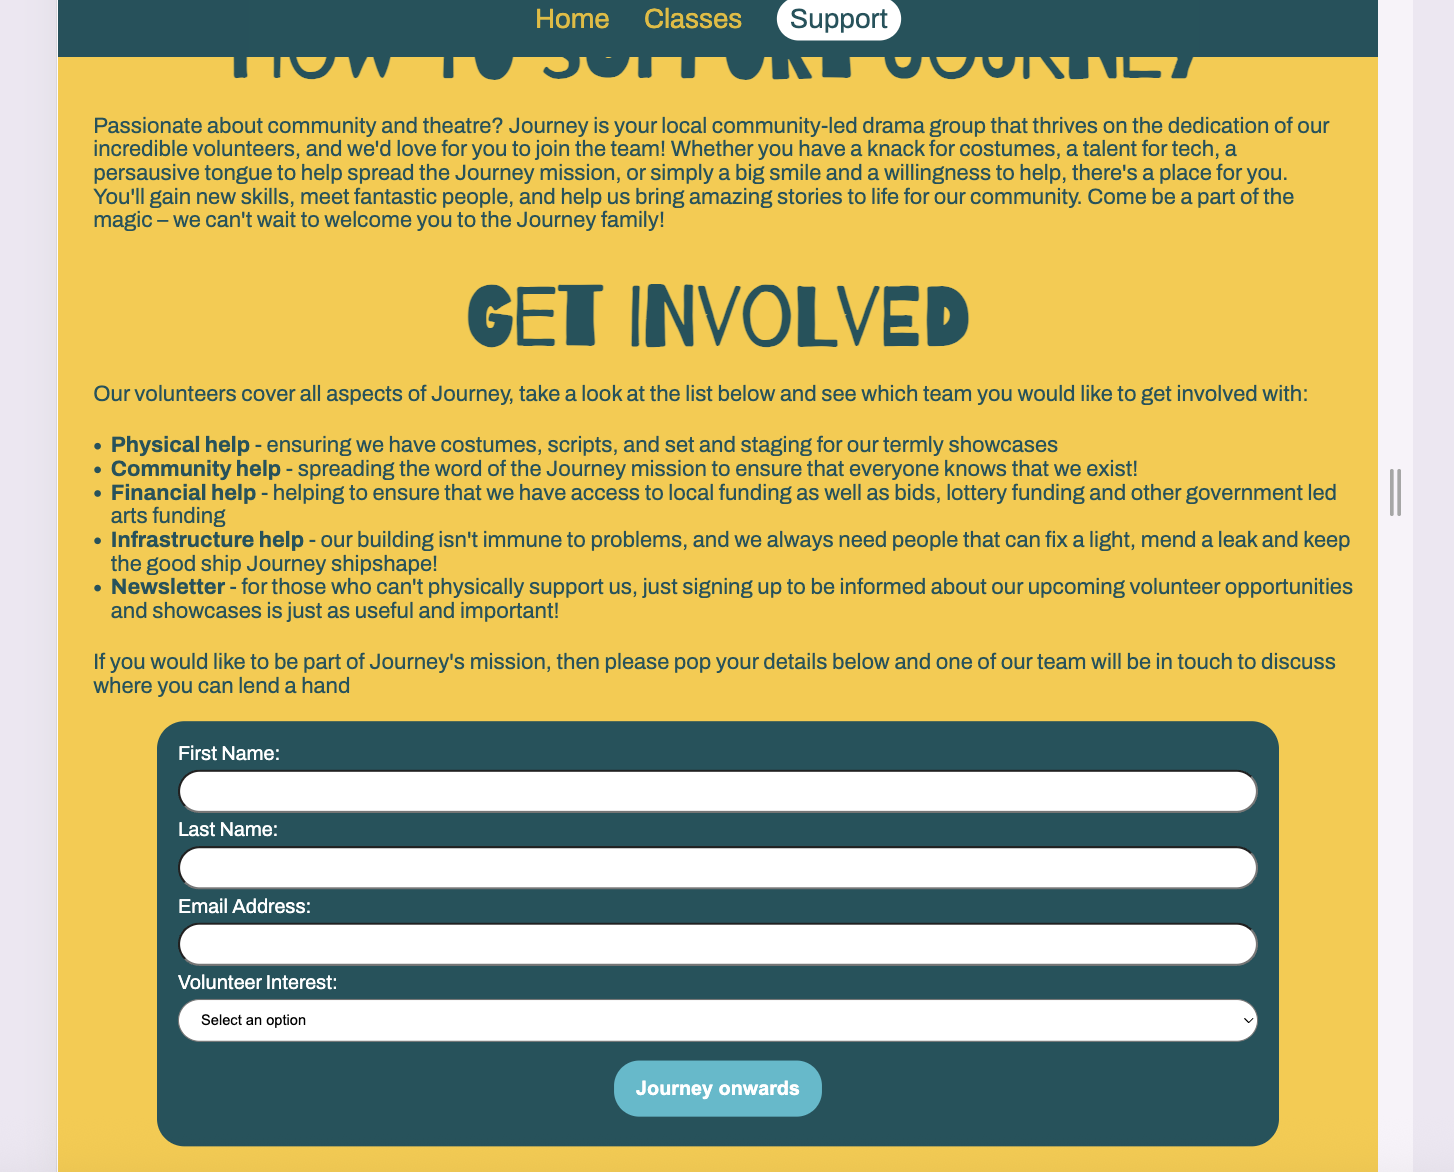 Home Classes Support
HOW TO SUPPORT JOURNEY
Passionate about community and theatre? Journey is your local community-led drama group that thrives on the dedication of our
incredible volunteers, and we'd love for you to join the team! Whether you have a knack for costumes, a talent for tech, a
persausive tongue to help spread the Journey mission, or simply a big smile and a willingness to help, there's a place for you.
You'll gain new skills, meet fantastic people, and help us bring amazing stories to life for our community. Come be a part of the
magic – we can't wait to welcome you to the Journey family!
GET INVOLVED
Our volunteers cover all aspects of Journey, take a look at the list below and see which team you would like to get involved with:
• Physical help - ensuring we have costumes, scripts, and set and staging for our termly showcases
• Community help - spreading the word of the Journey mission to ensure that everyone knows that we exist!
• Financial help - helping to ensure that we have access to local funding as well as bids, lottery funding and other government led
arts funding
• Infrastructure help - our building isn't immune to problems, and we always need people that can fix a light, mend a leak and keep
the good ship Journey shipshape!
• Newsletter - for those who can't physically support us, just signing up to be informed about our upcoming volunteer opportunities
and showcases is just as useful and important!
If you would like to be part of Journey's mission, then please pop your details below and one of our team will be in touch to discuss
where you can lend a hand
First Name:
Last Name:
Email Address:
Volunteer Interest:
Select an option
Journey onwards